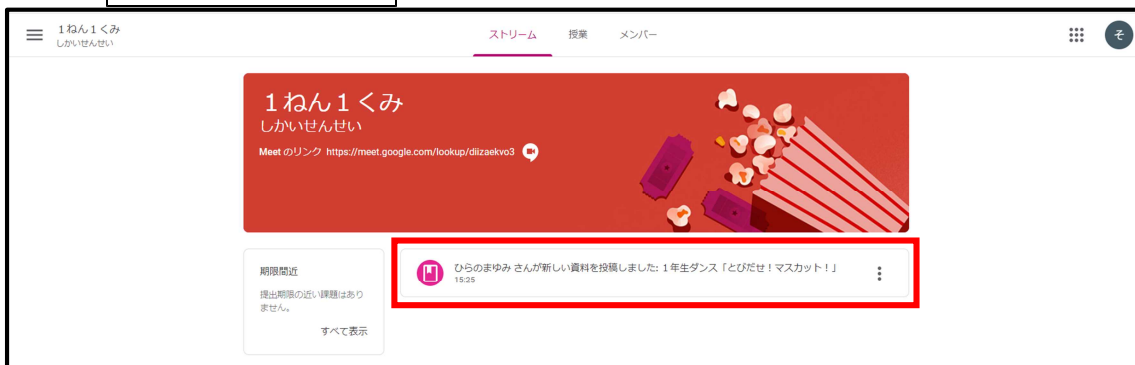 １ねん１くみ
しかいせんせい
ストリーム 授業 メンバー
そ
１ねん１くみ
しかいせんせい
Meet のリンク https://meet.google.com/lookup/diizaekvo3
期限間近
提出期限の近い課題はあり
ません。
すべて表示
ひらのまゆみ さんが新しい資料を投稿しました: １年生ダンス「とびだせ！マスカット！」
15:25